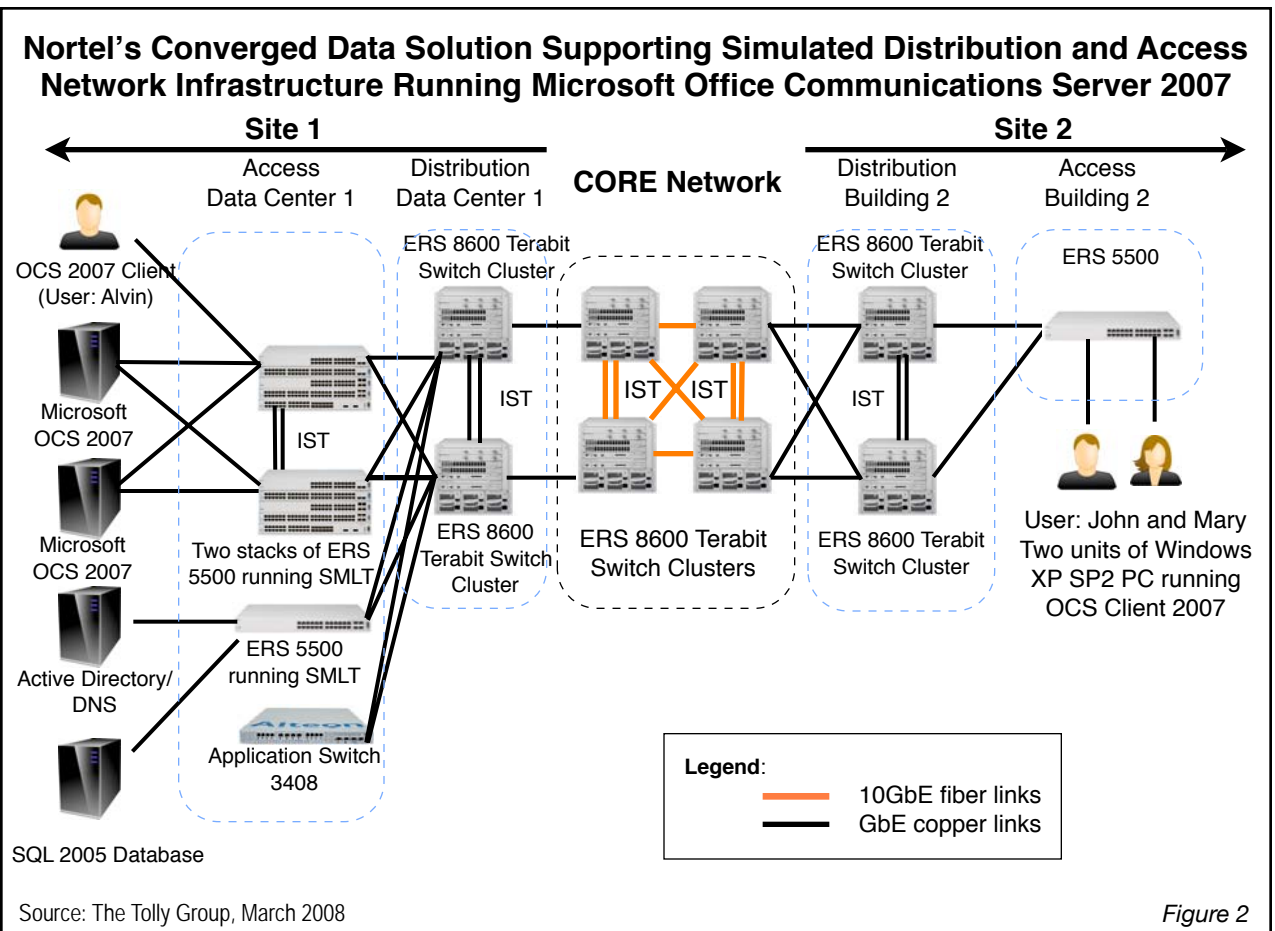 Nortel's Converged Data Solution Supporting Simulated Distribution and Access
Network Infrastructure Running Microsoft Office Communications Server 2007
Site 1
Site 2
Access
Data Center 1
Distribution
Data Center 1
CORE Network
Distribution
Building 2
Access
Building 2
OCS 2007 Client
(User: Alvin)
Microsoft
OCS 2007
Microsoft
OCS 2007
Active Directory/
DNS
SQL 2005 Database
IST
Two stacks of ERS
5500 running SMLT
ERS 5500
running SMLT
Alteon
Application Switch
3408
ERS 8600 Terabit
Switch Cluster
IST
ERS 8600
Terabit Switch
Cluster
IST
IST
ERS 8600 Terabit
Switch Clusters
ERS 8600 Terabit
Switch Cluster
IST
ERS 8600 Terabit
Switch Cluster
ERS 5500
User: John and Mary
Two units of Windows
XP SP2 PC running
OCS Client 2007
Legend:
10GbE fiber links
GbE copper links
Source: The Tolly Group, March 2008
Figure 2